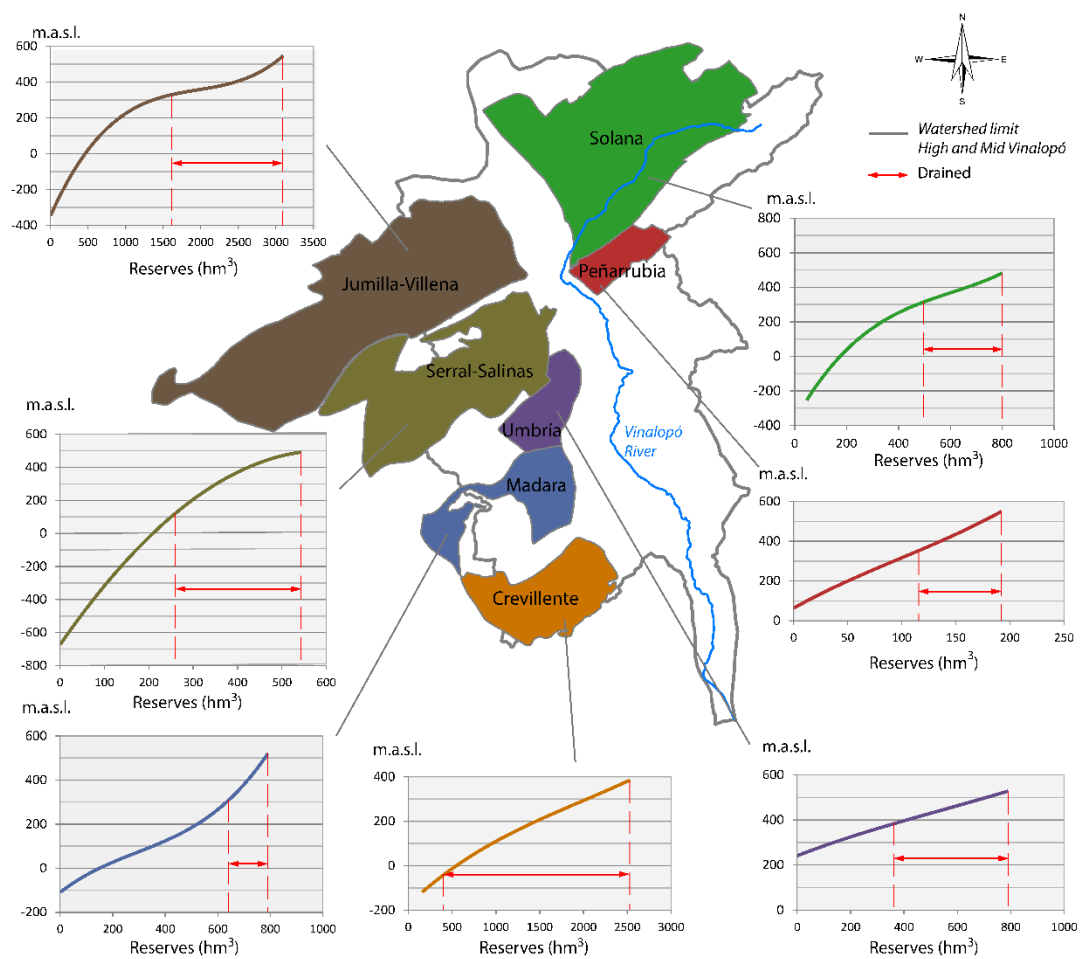 m.a.s.l.
600
400
200
0
-200
-400
0 500 1000 1500 2000 2500 3000 3500
Reserves (hm³)
N
W E
S
Watershed limit
High and Mid Vinalopó
Drained
Solana
Peñarrubia
Jumilla-Villena
Serral-Salinas
Umbría
Madara
Crevillente
Vinalopó
River
m.a.s.l.
800
600
400
200
0
-200
-400
0 200 400 600 800 1000
Reserves (hm³)
m.a.s.l.
600
400
200
0
-200
-400
-600
-800
0 100 200 300 400 500 600
Reserves (hm³)
m.a.s.l.
600
400
200
0
0 50 100 150 200 250
Reserves (hm³)
m.a.s.l.
600
400
200
0
-200
0 200 400 600 800 1000
Reserves (hm³)
m.a.s.l.
400
200
0
-200
0 500 1000 1500 2000 2500 3000
Reserves (hm³)
m.a.s.l.
600
400
200
0
0 200 400 600 800 1000
Reserves (hm³)